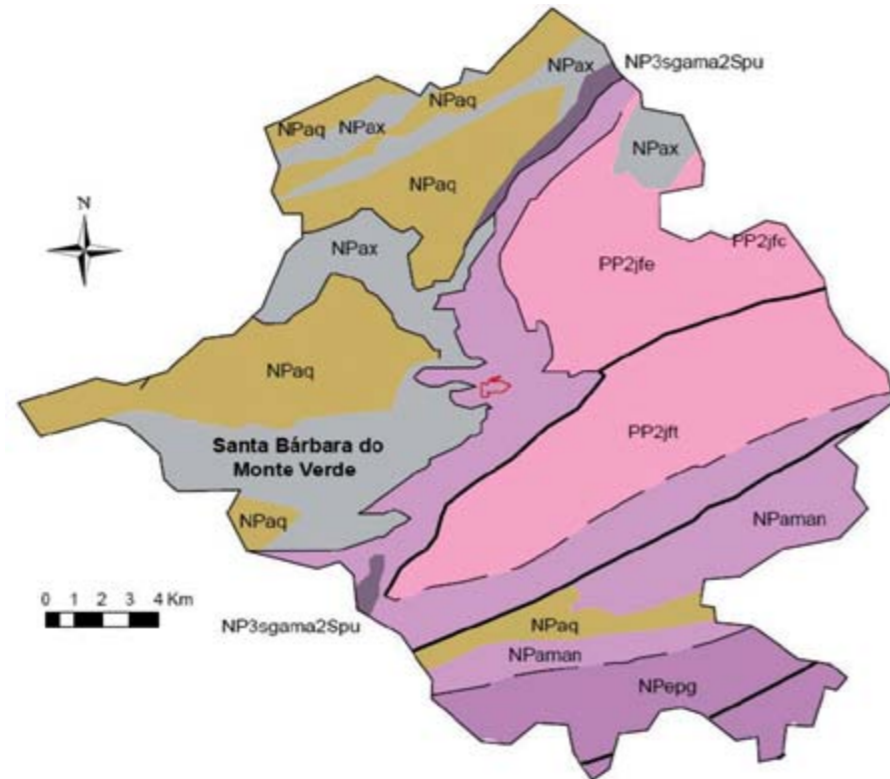 NPax
NP3sgama2Spu
NPaq
NPaq
NPax
NPax
NPaq
N
NPax
PP2jfc
PP2jfe
NPaq
Santa Bárbara do
Monte Verde
PP2jft
NPaq
NPaman
0 1 2 3 4 Km
NP3sgama2Spu
NPaq
NPaman
NPepg